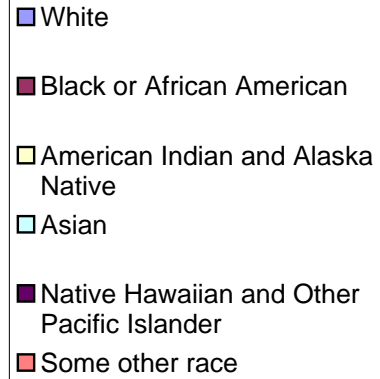 White
Black or African American
American Indian and Alaska
Native
Asian
Native Hawaiian and Other
Pacific Islander
Some other race